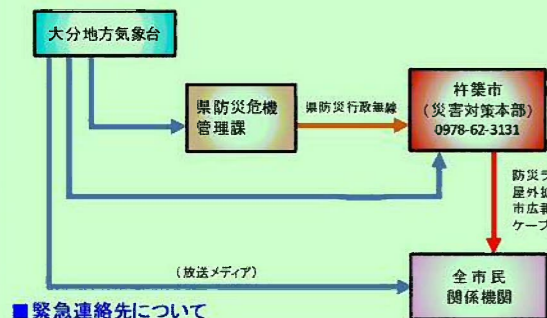 大分地方気象台
県防災危機
管理課
県防災行政無線
杵築市
(災害対策本部)
0978-62-3131
防災ラ
屋外拡
市広報
ケーブ
(放送メディア)
全市民
関係機関
■緊急連絡先について